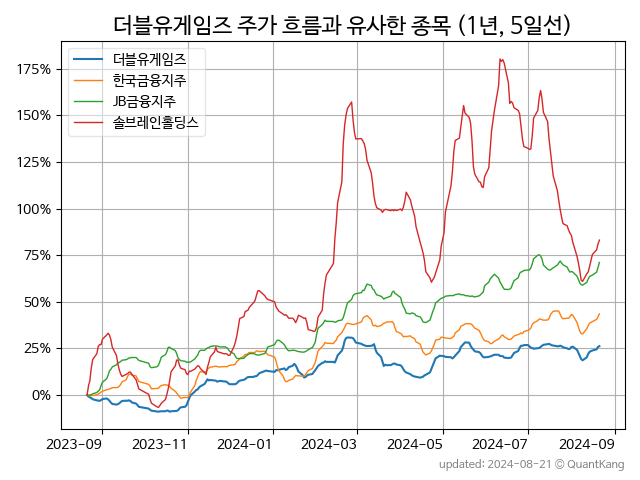 더블유게임즈 주가 흐름과 유사한 종목 (1년, 5일선)
더블유게임즈
한국금융지주
JB금융지주
솔브레인홀딩스
175%
150%
125%
100%
75%
50%
25%
0%
2023-09 2023-11 2024-01 2024-03 2024-05 2024-07 2024-09
updated: 2024-08-21 © QuantKang